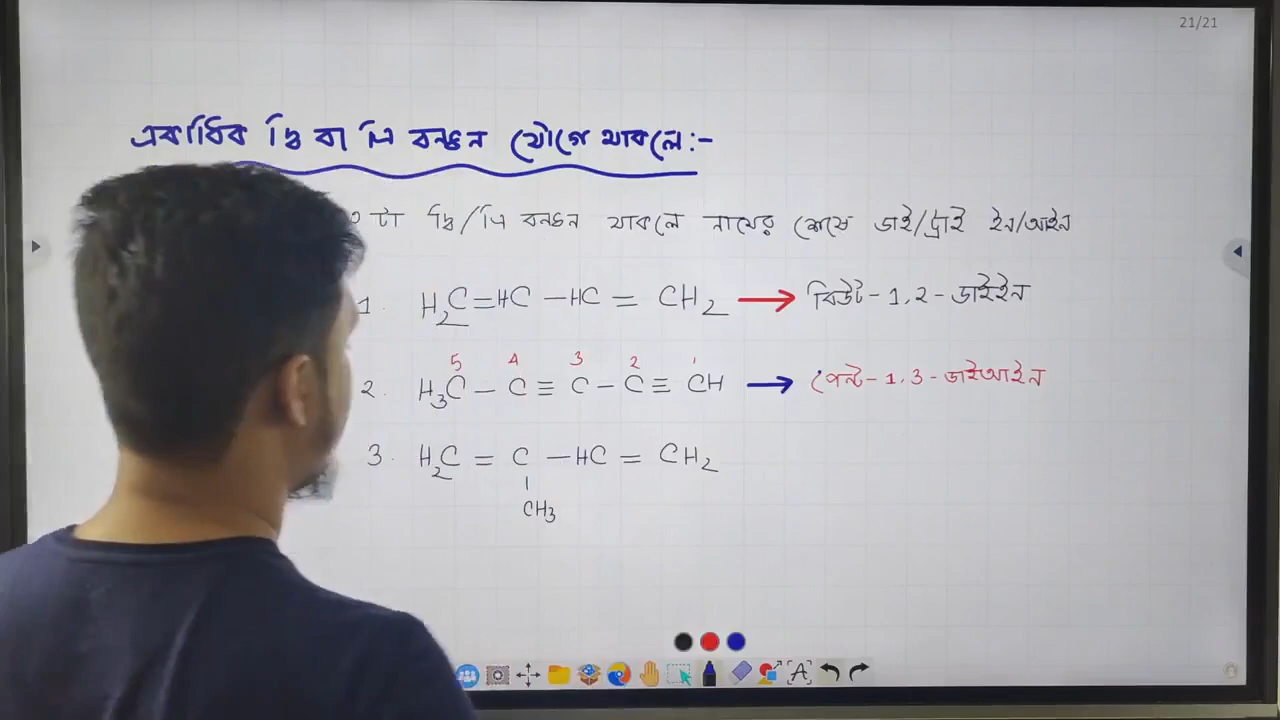 21/21
একাধিক দ্বি বা ত্রি বন্ধন যৌগে থাকলে:-
টা দ্বি/ত্রি বন্ধন থাকলে নামের শেষে ডাই/ট্রাই ইন/আইন
1. H₂C=HC—HC=CH₂ → বিউট-1,2-ডাইইন
5 4 3 2 1
2. H₃C—C≡C—C≡CH → পেন্ট-1,3-ডাইআইন
3. H₂C=C—HC=CH₂
CH₃
A